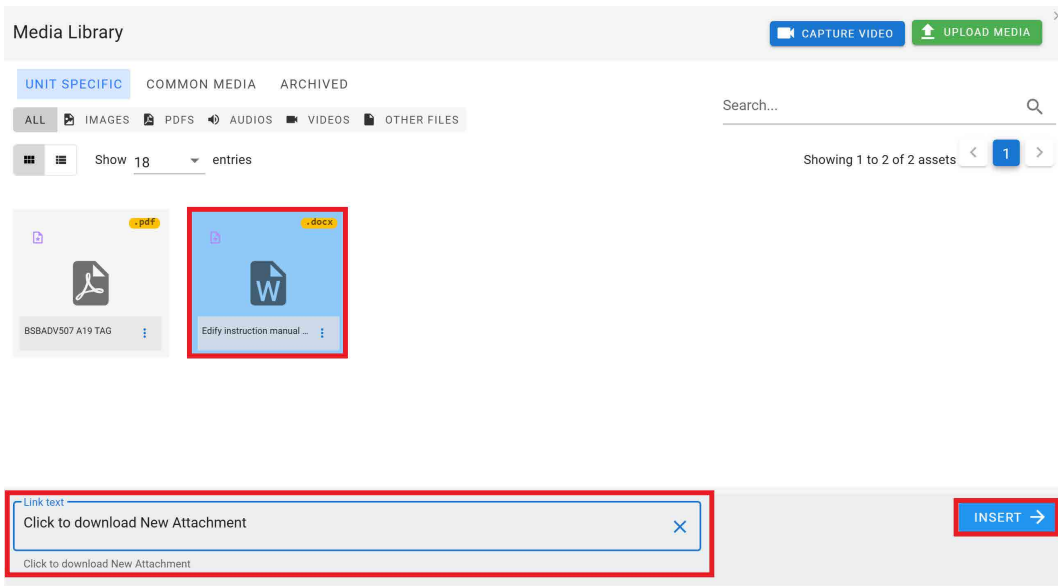 Media Library
CAPTURE VIDEO
UPLOAD MEDIA
UNIT SPECIFIC COMMON MEDIA ARCHIVED
ALL IMAGES PDFS AUDIOS VIDEOS OTHER FILES
Search...
Show 18 entries
Showing 1 to 2 of 2 assets
1
.pdf
BSBADV507 A19 TAG
.docx
W
Edify instruction manual ...
Link text
Click to download New Attachment
Click to download New Attachment
INSERT